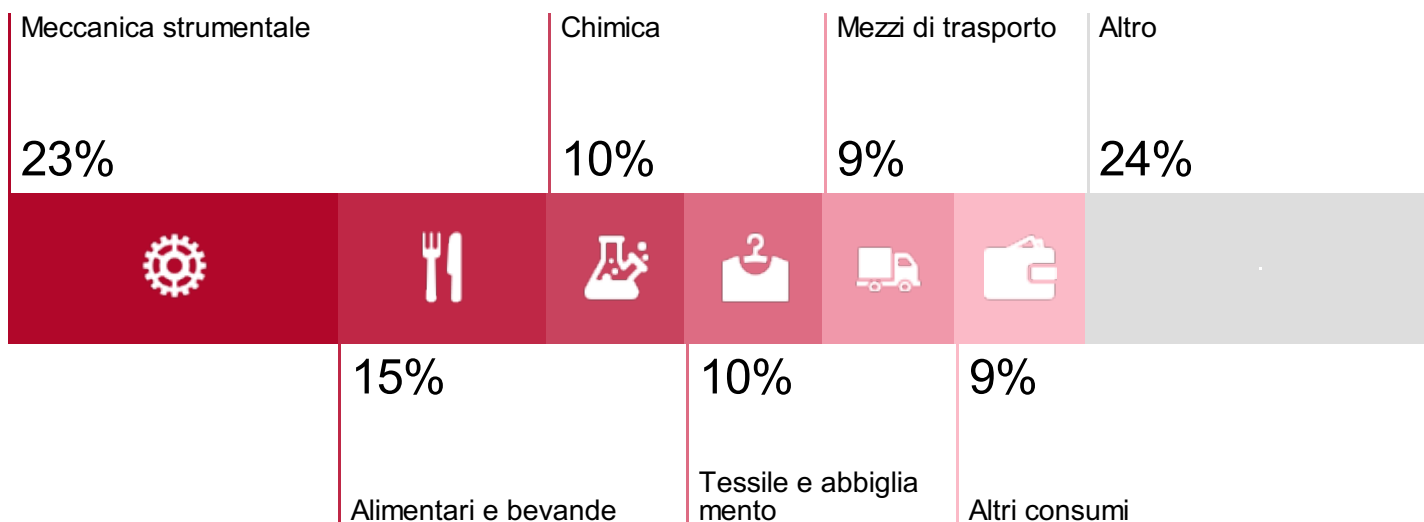 Meccanica strumentale
Chimica
Mezzi di trasporto
Altro
23%
10%
9%
24%
15%
10%
9%
Alimentari e bevande
Tessile e abbiglia
mento
Altri consumi